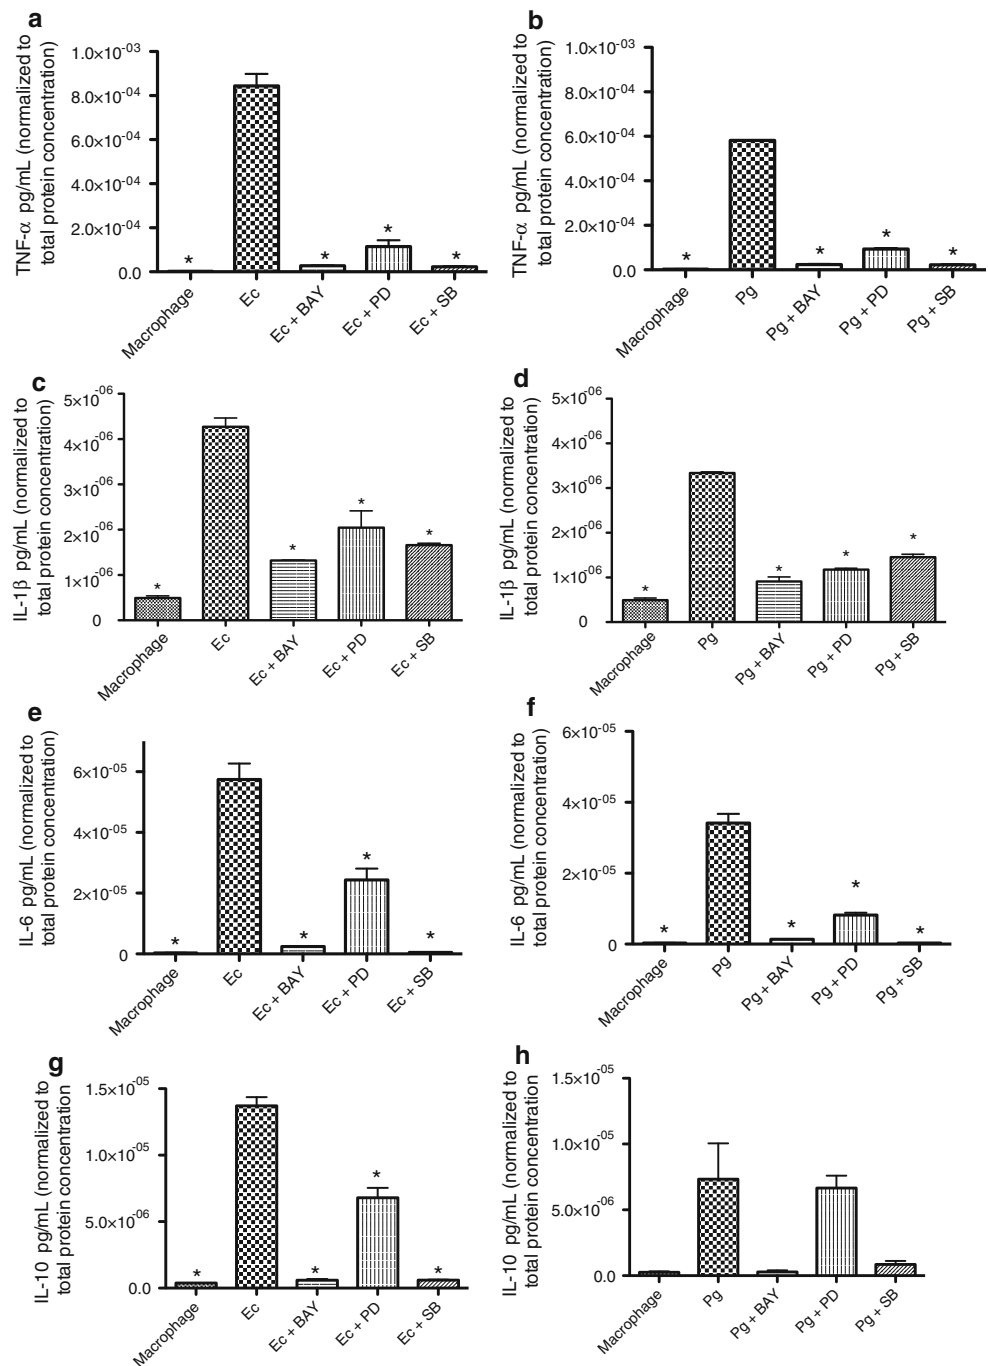 a
TNF-α pg/mL (normalized to
total protein concentration)
1.0×10⁻⁰³
8.0×10⁻⁰⁴
6.0×10⁻⁰⁴
4.0×10⁻⁰⁴
2.0×10⁻⁰⁴
0.0
*
*
*
*
Macrophage
Ec
Ec + BAY
Ec + PD
Ec + SB
b
TNF-α pg/mL (normalized to
total protein concentration)
1.0×10⁻⁰³
8.0×10⁻⁰⁴
6.0×10⁻⁰⁴
4.0×10⁻⁰⁴
2.0×10⁻⁰⁴
0.0
*
*
*
*
Macrophage
Pg
Pg + BAY
Pg + PD
Pg + SB
c
IL-1β pg/mL (normalized to
total protein concentration)
5×10⁻⁰⁶
4×10⁻⁰⁶
3×10⁻⁰⁶
2×10⁻⁰⁶
1×10⁻⁰⁶
0
*
*
*
*
Macrophage
Ec
Ec + BAY
Ec + PD
Ec + SB
d
IL-1β pg/mL (normalized to
total protein concentration)
5×10⁻⁰⁶
4×10⁻⁰⁶
3×10⁻⁰⁶
2×10⁻⁰⁶
1×10⁻⁰⁶
0
*
*
*
*
Macrophage
Pg
Pg + BAY
Pg + PD
Pg + SB
e
IL-6 pg/mL (normalized to
total protein concentration)
6×10⁻⁰⁵
2×10⁻⁰⁵
0
*
*
*
*
Macrophage
Ec
Ec + BAY
Ec + PD
Ec + SB
f
IL-6 pg/mL (normalized to
total protein concentration)
6×10⁻⁰⁵
4×10⁻⁰⁵
2×10⁻⁰⁵
0
*
*
*
*
Macrophage
Pg
Pg + BAY
Pg + PD
Pg + SB
g
IL-10 pg/mL (normalized to
total protein concentration
1.5×10⁻⁰⁵
1.0×10⁻⁰⁵
5.0×10⁻⁰⁶
0.0
*
*
*
*
Macrophage
Ec
Ec + BAY
Ec + PD
Ec + SB
h
IL-10 pg/mL (normalized to
total protein concentration
1.5×10⁻⁰⁵
1.0×10⁻⁰⁵
5.0×10⁻⁰⁶
0.0
Macrophage
Pg
Pg + BAY
Pg + PD
Pg + SB